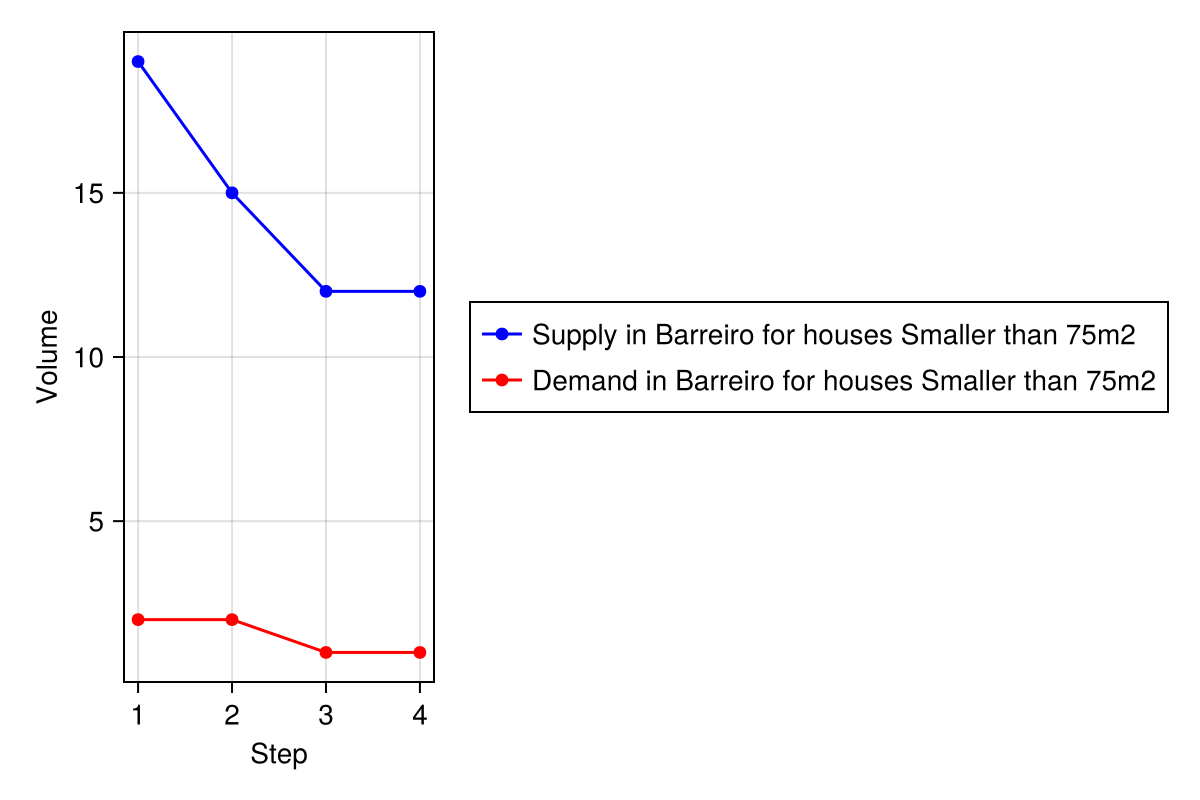 Volume
15
10
5
1 2 3 4
Step
Supply in Barreiro for houses Smaller than 75m2
Demand in Barreiro for houses Smaller than 75m2